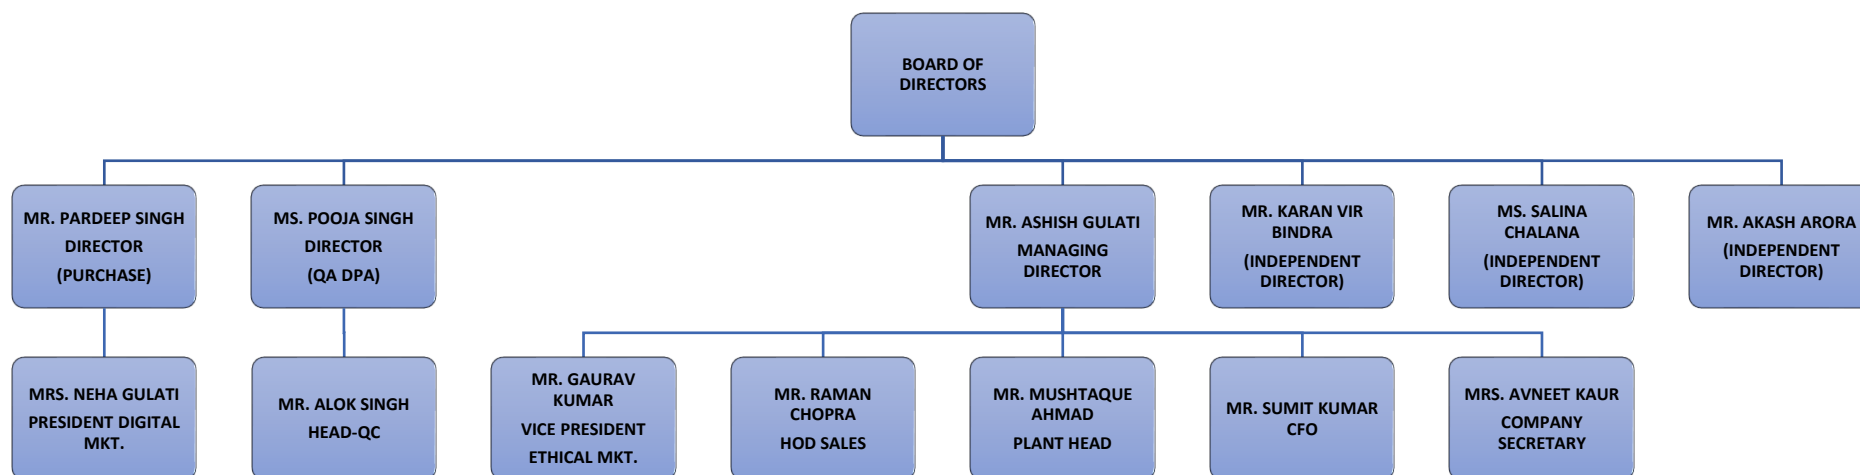 BOARD OF
DIRECTORS
MR. PARDEEP SINGH
DIRECTOR
(PURCHASE)
MS. POOJA SINGH
DIRECTOR
(QA DPA)
MR. ASHISH GULATI
MANAGING
DIRECTOR
MR. KARAN VIR
BINDRA
(INDEPENDENT
DIRECTOR)
MS. SALINA
CHALANA
(INDEPENDENT
DIRECTOR)
MR. AKASH ARORA
(INDEPENDENT
DIRECTOR)
MRS. NEHA GULATI
PRESIDENT DIGITAL
MKT.
MR. ALOK SINGH
HEAD-QC
MR. GAURAV
KUMAR
VICE PRESIDENT
ETHICAL MKT.
MR. RAMAN
CHOPRA
HOD SALES
MR. MUSHTAQUE
AHMAD
PLANT HEAD
MR. SUMIT KUMAR
CFO
MRS. AVNEET KAUR
COMPANY
SECRETARY